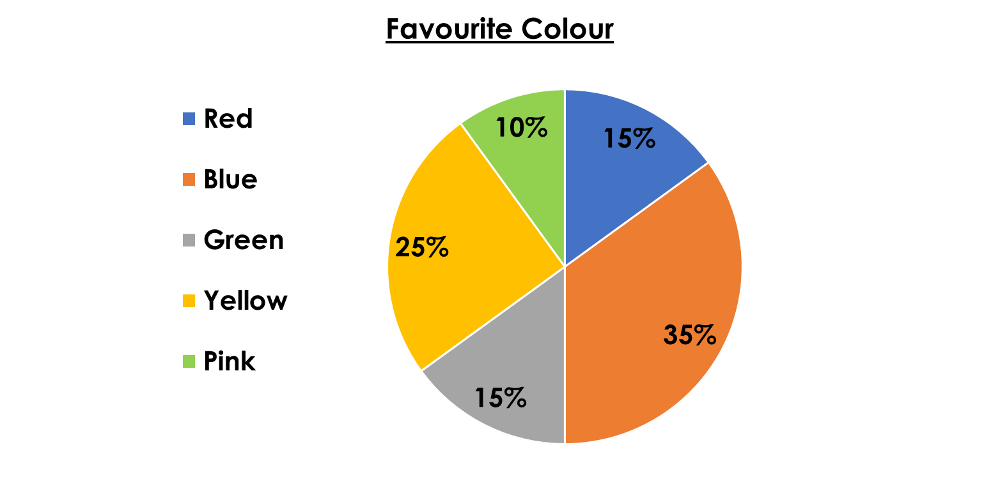 Favourite Colour
Red
Blue
Green
Yellow
Pink
10%
15%
25%
35%
15%